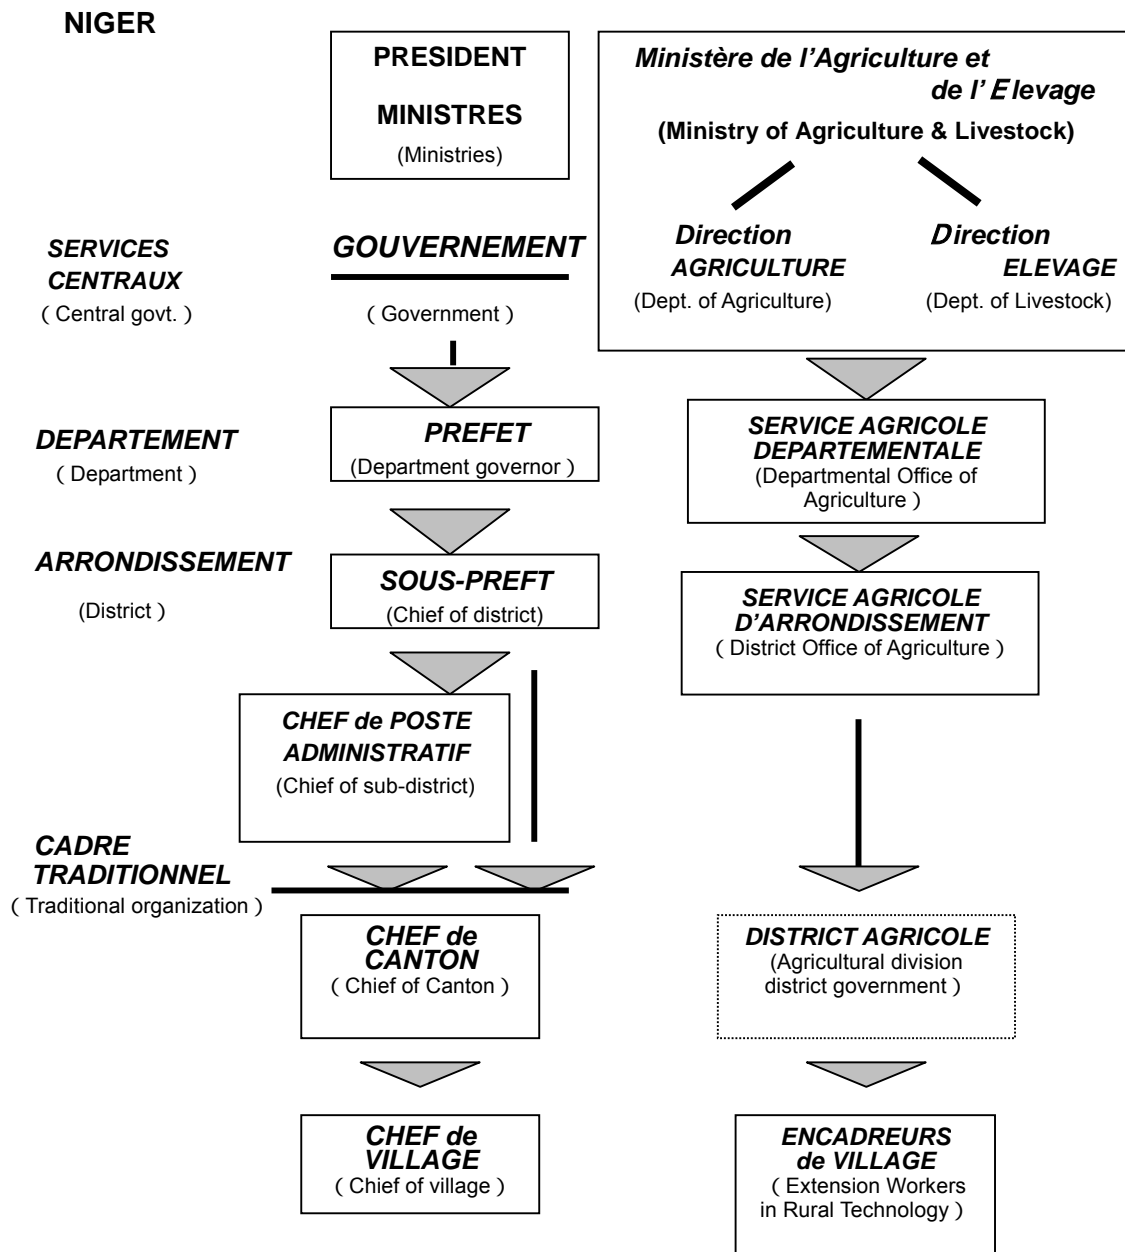 NIGER
PRESIDENT
MINISTRES
(Ministries)
Ministère de l'Agriculture et
de l'Elevage
(Ministry of Agriculture & Livestock)
Direction
AGRICULTURE
(Dept. of Agriculture)
Direction
ELEVAGE
(Dept. of Livestock)
SERVICES
CENTRAUX
( Central govt. )
GOUVERNEMENT
( Government )
DEPARTEMENT
( Department )
PREFET
(Department governor )
SERVICE AGRICOLE
DEPARTEMENTALE
(Departmental Office of
Agriculture )
ARRONDISSEMENT
(District )
SOUS-PREFT
(Chief of district)
SERVICE AGRICOLE
D'ARRONDISSEMENT
( District Office of Agriculture )
CHEF de POSTE
ADMINISTRATIF
(Chief of sub-district)
CADRE
TRADITIONNEL
( Traditional organization )
CHEF de
CANTON
( Chief of Canton )
DISTRICT AGRICOLE
(Agricultural division
district government )
CHEF de
VILLAGE
( Chief of village )
ENCADREURS
de VILLAGE
( Extension Workers
in Rural Technology )